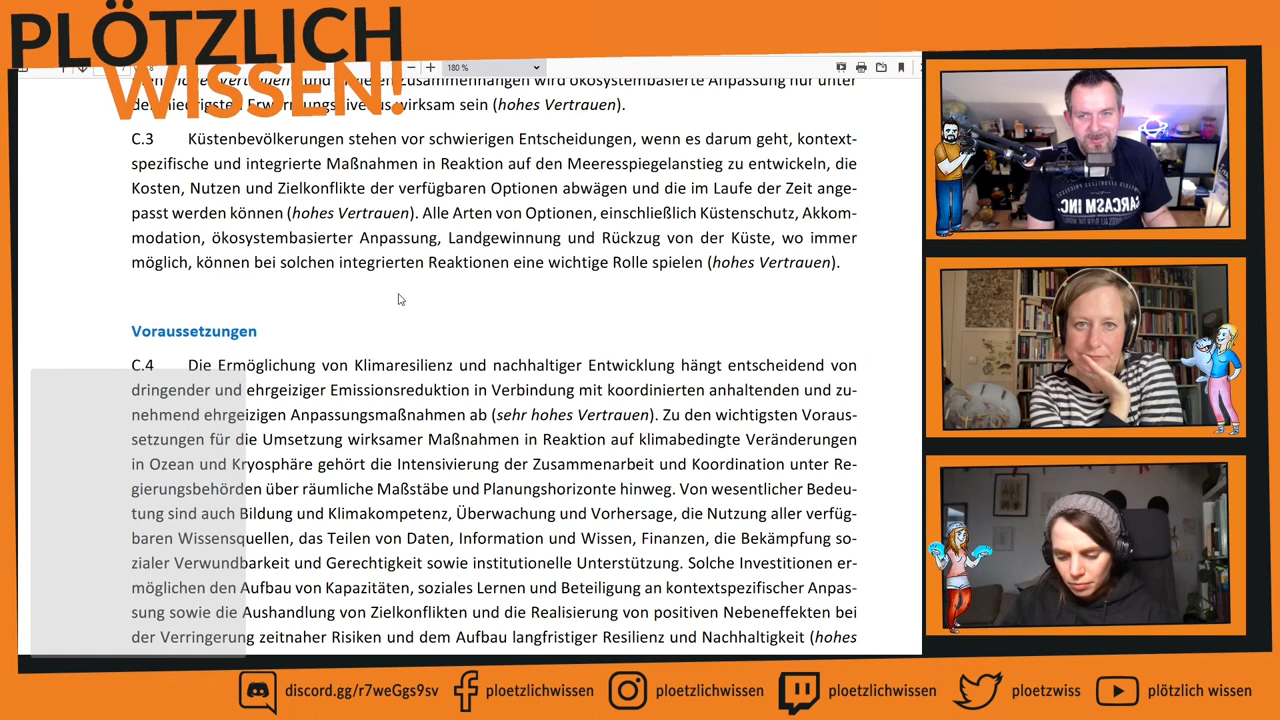 PLÖTZLICH
WISSEN!
180 %
wird ökosystembasierte Anpassung nur unter
wirksam sein (hohes Vertrauen).
C.3 Küstenbevölkerungen stehen vor schwierigen Entscheidungen, wenn es darum geht, kontext-
spezifische und integrierte Maßnahmen in Reaktion auf den Meeresspiegelanstieg zu entwickeln, die
Kosten, Nutzen und Zielkonflikte der verfügbaren Optionen abwägen und die im Laufe der Zeit ange-
passt werden können (hohes Vertrauen). Alle Arten von Optionen, einschließlich Küstenschutz, Akkom-
modation, ökosystembasierter Anpassung, Landgewinnung und Rückzug von der Küste, wo immer
möglich, können bei solchen integrierten Reaktionen eine wichtige Rolle spielen (hohes Vertrauen).
Voraussetzungen
C.4 Die Ermöglichung von Klimaresilienz und nachhaltiger Entwicklung hängt entscheidend von
dringender und ehrgeiziger Emissionsreduktion in Verbindung mit koordinierten anhaltenden und zu-
nehmend ehrgeizigen Anpassungsmaßnahmen ab (sehr hohes Vertrauen). Zu den wichtigsten Voraus-
setzungen für die Umsetzung wirksamer Maßnahmen in Reaktion auf klimabedingte Veränderungen
in Ozean und Kryosphäre gehört die Intensivierung der Zusammenarbeit und Koordination unter Re-
gierungsbehörden über räumliche Maßstäbe und Planungshorizonte hinweg. Von wesentlicher Bedeu-
tung sind auch Bildung und Klimakompetenz, Überwachung und Vorhersage, die Nutzung aller verfüg-
baren Wissensquellen, das Teilen von Daten, Information und Wissen, Finanzen, die Bekämpfung so-
zialer Verwundbarkeit und Gerechtigkeit sowie institutionelle Unterstützung. Solche Investitionen er-
möglichen den Aufbau von Kapazitäten, soziales Lernen und Beteiligung an kontextspezifischer Anpas-
sung sowie die Aushandlung von Zielkonflikten und die Realisierung von positiven Nebeneffekten bei
der Verringerung zeitnaher Risiken und dem Aufbau langfristiger Resilienz und Nachhaltigkeit (hohes
SARCASM INC.
discord.gg/r7weGgs9sv
ploetzlichwissen
ploetzlichwissen
ploetzlichwissen
ploetzwiss
plötzlich wissen